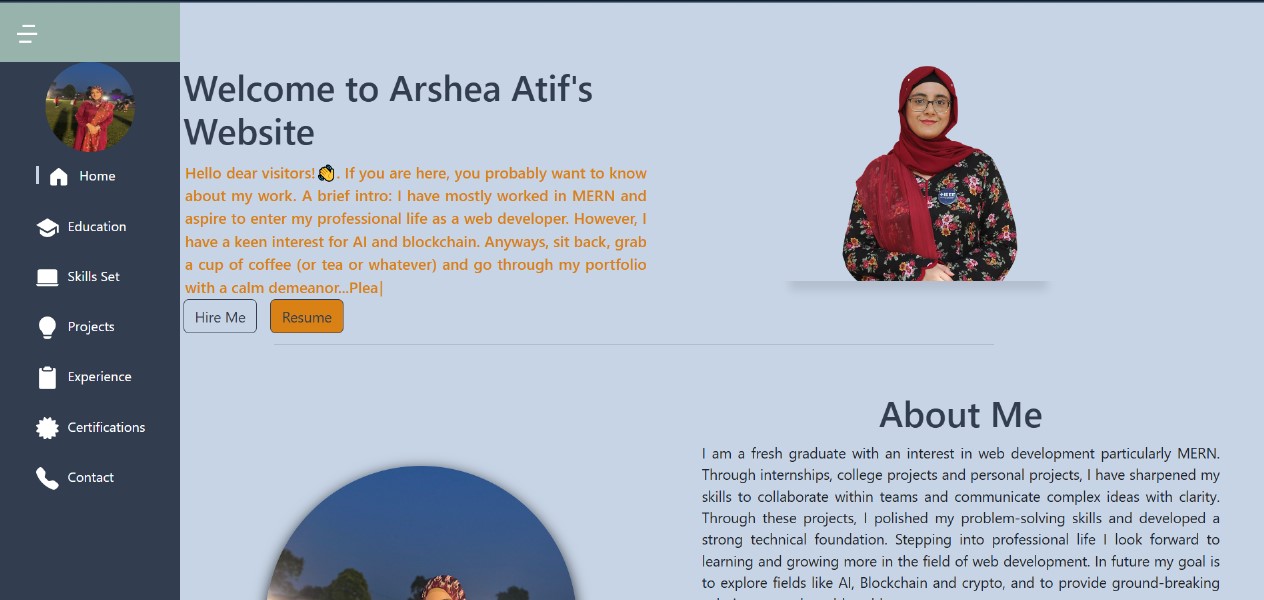 Welcome to Arshea Atif's
Website
Hello dear visitors!👋. If you are here, you probably want to know
about my work. A brief intro: I have mostly worked in MERN and
aspire to enter my professional life as a web developer. However, I
have a keen interest for AI and blockchain. Anyways, sit back, grab
a cup of coffee (or tea or whatever) and go through my portfolio
with a calm demeanor...Plea|
Hire Me
Resume
Home
Education
Skills Set
Projects
Experience
Certifications
Contact
About Me
I am a fresh graduate with an interest in web development particularly MERN.
Through internships, college projects and personal projects, I have sharpened my
skills to collaborate within teams and communicate complex ideas with clarity.
Through these projects, I polished my problem-solving skills and developed a
strong technical foundation. Stepping into professional life I look forward to
learning and growing more in the field of web development. In future my goal is
to explore fields like AI, Blockchain and crypto, and to provide ground-breaking